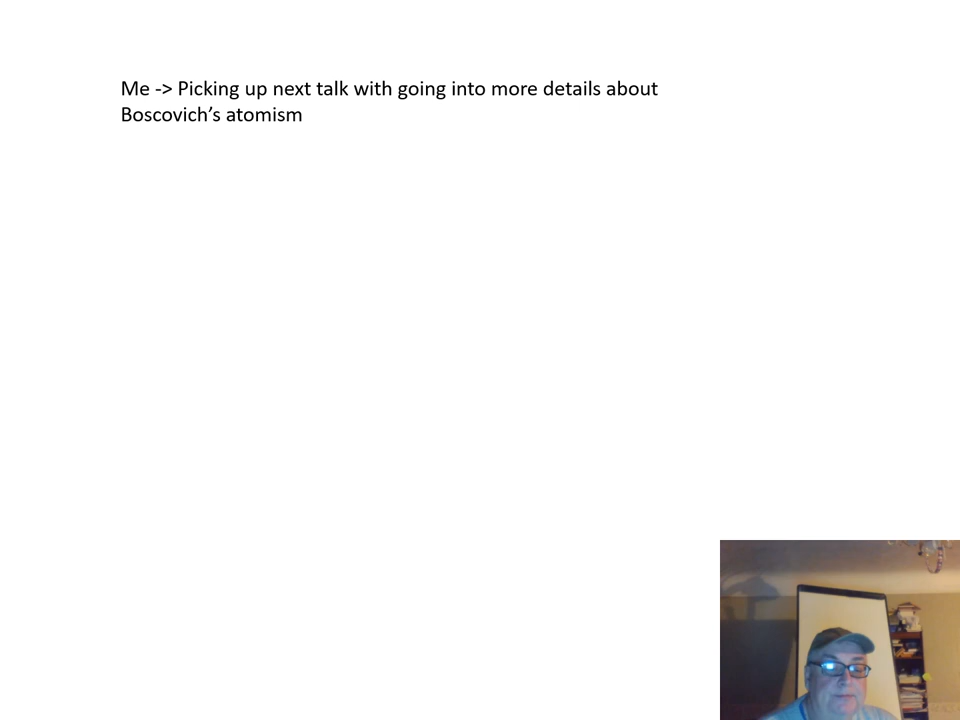 Me -> Picking up next talk with going into more details about
Boscovich’s atomism